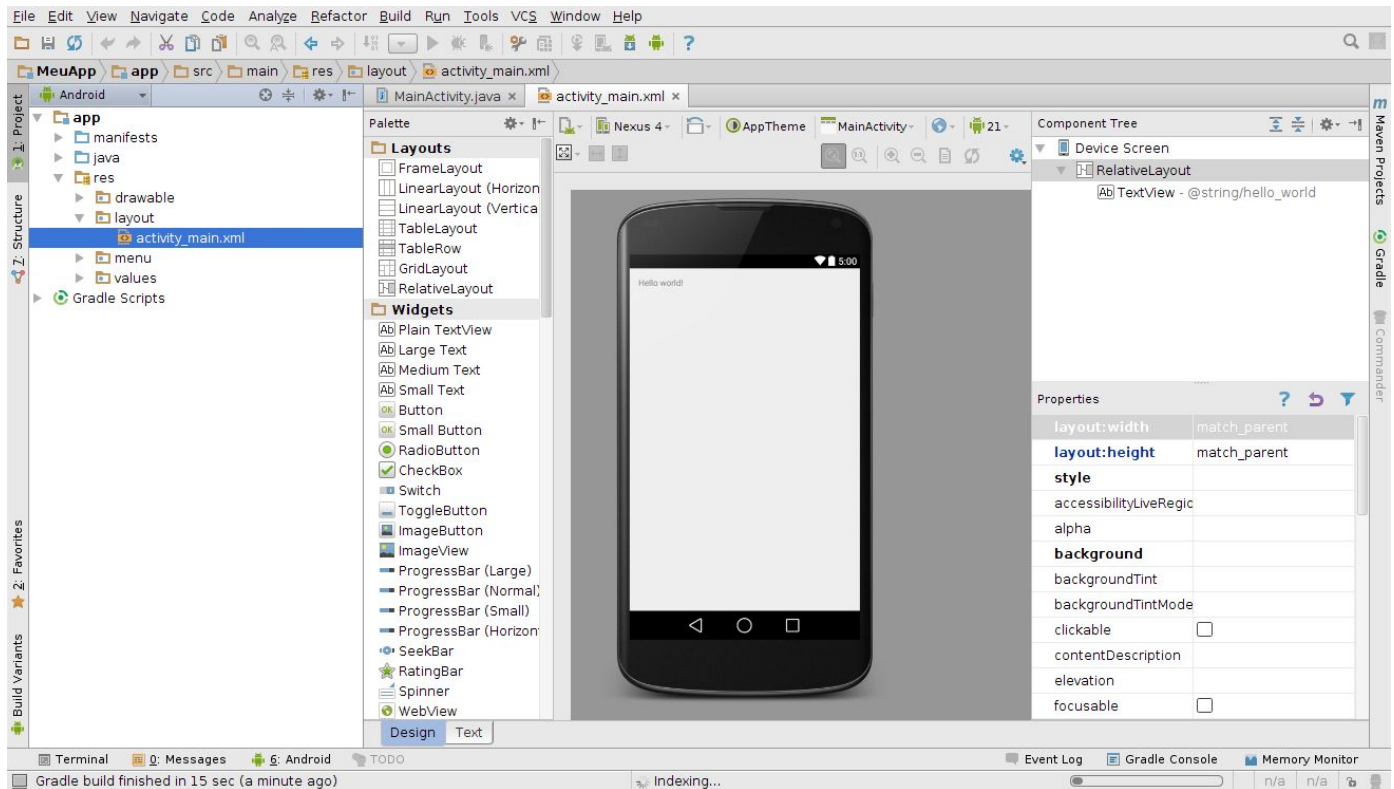 File Edit View Navigate Code Analyze Refactor Build Run Tools VCS Window Help
MeuApp app src main res layout activity_main.xml
1: Project
Z: Structure
2: Favorites
Build Variants
Android
app
manifests
java
res
drawable
layout
activity_main.xml
menu
values
Gradle Scripts
MainActivity.java × activity_main.xml ×
Palette
Layouts
FrameLayout
LinearLayout (Horizon
LinearLayout (Vertica
TableLayout
TableRow
GridLayout
RelativeLayout
Widgets
Plain TextView
Large Text
Medium Text
Small Text
Button
Small Button
RadioButton
CheckBox
Switch
ToggleButton
ImageButton
ImageView
ProgressBar (Large)
ProgressBar (Normal)
ProgressBar (Small)
ProgressBar (Horizon
SeekBar
RatingBar
Spinner
WebView
Design Text
Nexus 4 AppTheme MainActivity 21
5:00
Hello world!
Component Tree
Device Screen
RelativeLayout
Ab TextView - @string/hello_world
Properties
layout:width match_parent
layout:height match_parent
style
accessibilityLiveRegic
alpha
background
backgroundTint
backgroundTintMode
clickable
contentDescription
elevation
focusable
m
Maven Projects
Gradle
Commander
Terminal 0: Messages 6: Android TODO Event Log Gradle Console Memory Monitor
Gradle build finished in 15 sec (a minute ago) Indexing... n/a n/a